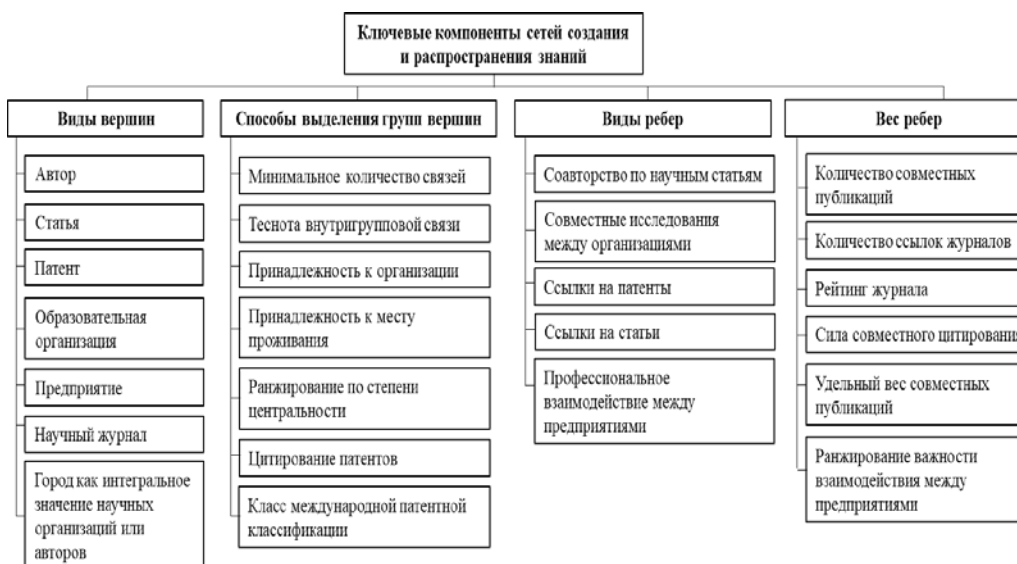 Ключевые компоненты сетей создания
и распространения знаний
Виды вершин
Автор
Статья
Патент
Образовательная
организация
Предприятие
Научный журнал
Город как интегральное
значение научных
организаций или
авторов
Способы выделения групп вершин
Минимальное количество связей
Теснота внутригрупповой связи
Принадлежность к организации
Принадлежность к месту
проживания
Ранжирование по степени
центральности
Цитирование патентов
Класс международной патентной
классификации
Виды ребер
Соавторство по научным статьям
Совместные исследования
между организациями
Ссылки на патенты
Ссылки на статьи
Профессиональное
взаимодействие между
предприятиями
Вес ребер
Количество совместных
публикаций
Количество ссылок журналов
Рейтинг журнала
Сила совместного цитирования
Удельный вес совместных
публикаций
Ранжирование важности
взаимодействия между
предприятиями